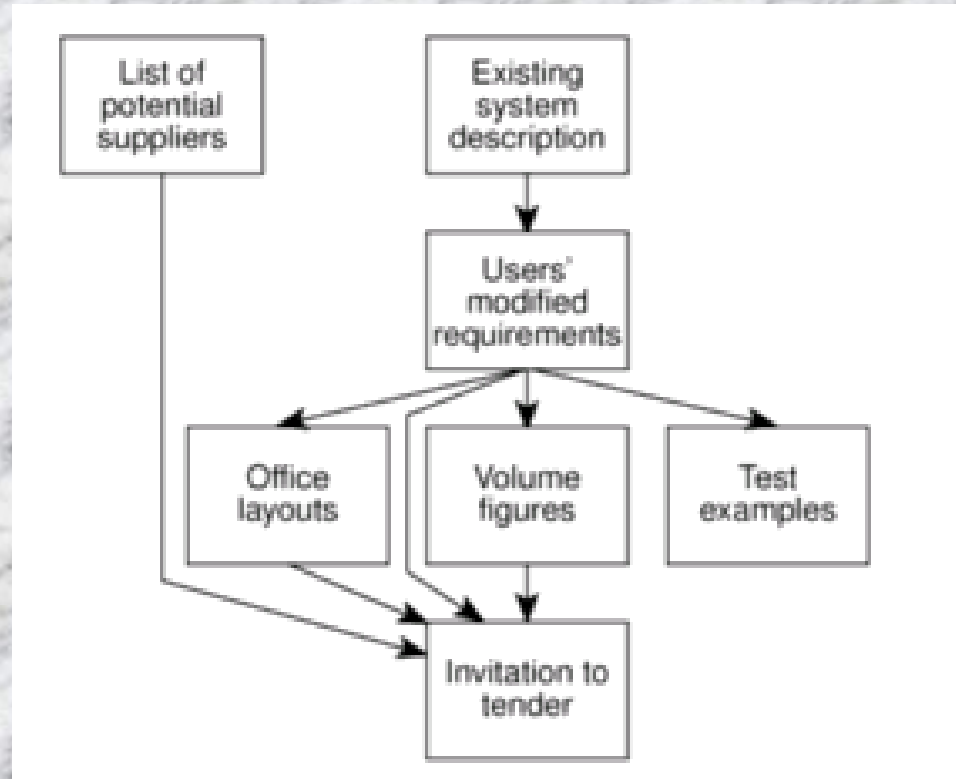 List of
potential
suppliers
Existing
system
description
Users'
modified
requirements
Office
layouts
Volume
figures
Test
examples
Invitation to
tender